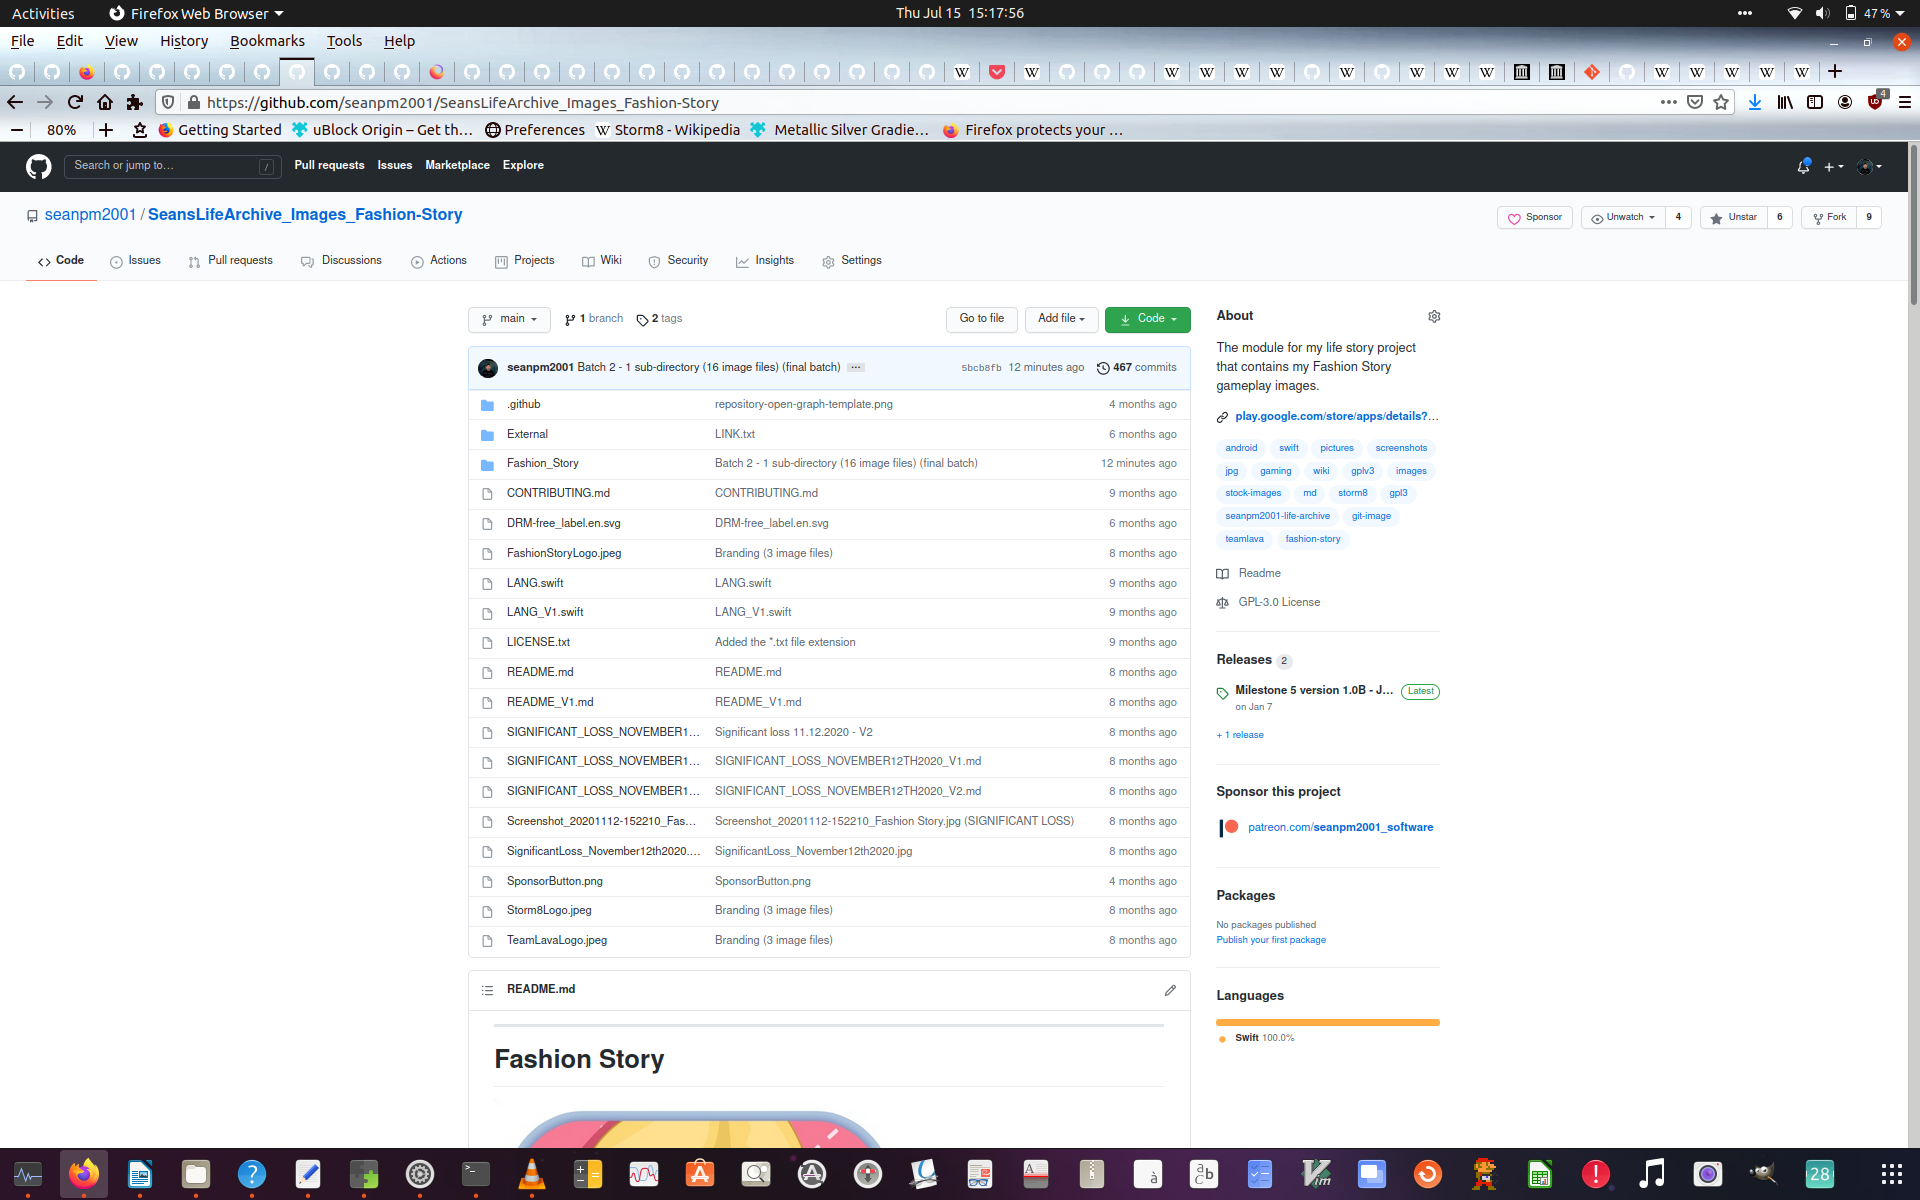 Activities
Firefox Web Browser
Thu Jul 15 15:17:56
47 %
File Edit View History Bookmarks Tools Help
https://github.com/seanpm2001/SeansLifeArchive_Images_Fashion-Story
4
80%
Getting Started
uBlock Origin – Get th…
Preferences
Storm8 - Wikipedia
Metallic Silver Gradie…
Firefox protects your …
Search or jump to…
/
Pull requests Issues Marketplace Explore
seanpm2001 / SeansLifeArchive_Images_Fashion-Story
Sponsor
Unwatch 4
Unstar 6
Fork 9
Code
Issues
Pull requests
Discussions
Actions
Projects
Wiki
Security
Insights
Settings
main
1 branch
2 tags
Go to file
Add file
Code
seanpm2001 Batch 2 - 1 sub-directory (16 image files) (final batch) ...
5bcb8fb 12 minutes ago
467 commits
.github repository-open-graph-template.png 4 months ago
External LINK.txt 6 months ago
Fashion_Story Batch 2 - 1 sub-directory (16 image files) (final batch) 12 minutes ago
CONTRIBUTING.md CONTRIBUTING.md 9 months ago
DRM-free_label.en.svg DRM-free_label.en.svg 6 months ago
FashionStoryLogo.jpeg Branding (3 image files) 8 months ago
LANG.swift LANG.swift 9 months ago
LANG_V1.swift LANG_V1.swift 9 months ago
LICENSE.txt Added the *.txt file extension 9 months ago
README.md README.md 8 months ago
README_V1.md README_V1.md 8 months ago
SIGNIFICANT_LOSS_NOVEMBER1… Significant loss 11.12.2020 - V2 8 months ago
SIGNIFICANT_LOSS_NOVEMBER1… SIGNIFICANT_LOSS_NOVEMBER12TH2020_V1.md 8 months ago
SIGNIFICANT_LOSS_NOVEMBER1… SIGNIFICANT_LOSS_NOVEMBER12TH2020_V2.md 8 months ago
Screenshot_20201112-152210_Fas… Screenshot_20201112-152210_Fashion Story.jpg (SIGNIFICANT LOSS) 8 months ago
SignificantLoss_November12th2020.… SignificantLoss_November12th2020.jpg 8 months ago
SponsorButton.png SponsorButton.png 4 months ago
Storm8Logo.jpeg Branding (3 image files) 8 months ago
TeamLavaLogo.jpeg Branding (3 image files) 8 months ago
README.md
Fashion Story
About
The module for my life story project
that contains my Fashion Story
gameplay images.
play.google.com/store/apps/details?…
android swift pictures screenshots
jpg gaming wiki gplv3 images
stock-images md storm8 gpl3
seanpm2001-life-archive git-image
teamlava fashion-story
Readme
GPL-3.0 License
Releases 2
Milestone 5 version 1.0B - J… Latest
on Jan 7
+ 1 release
Sponsor this project
patreon.com/seanpm2001_software
Packages
No packages published
Publish your first package
Languages
Swift 100.0%
28